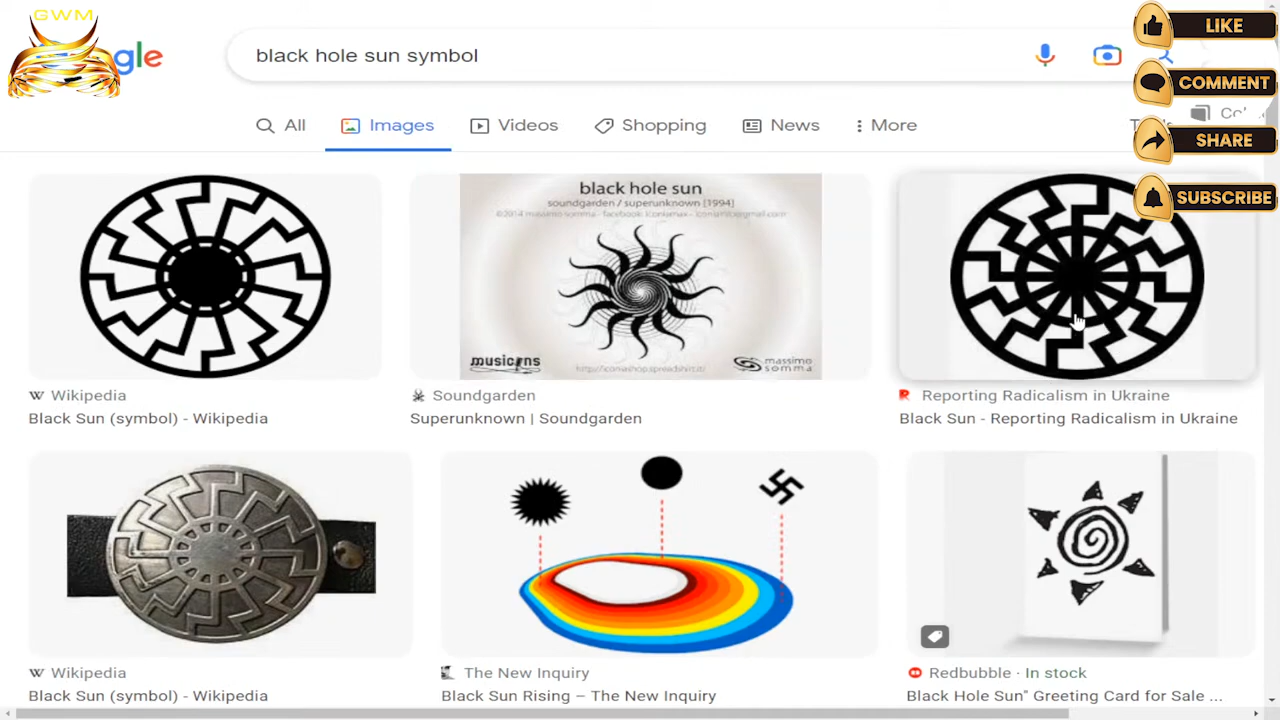 GWM
gle
black hole sun symbol
LIKE
COMMENT
SHARE
SUBSCRIBE
All
Images
Videos
Shopping
News
More
black hole sun
soundgarden / superunknown [1994]
musicons
massimo
somma
Wikipedia
Black Sun (symbol) - Wikipedia
Soundgarden
Superunknown | Soundgarden
Reporting Radicalism in Ukraine
Black Sun - Reporting Radicalism in Ukraine
Wikipedia
Black Sun (symbol) - Wikipedia
The New Inquiry
Black Sun Rising – The New Inquiry
Redbubble · In stock
Black Hole Sun" Greeting Card for Sale ...